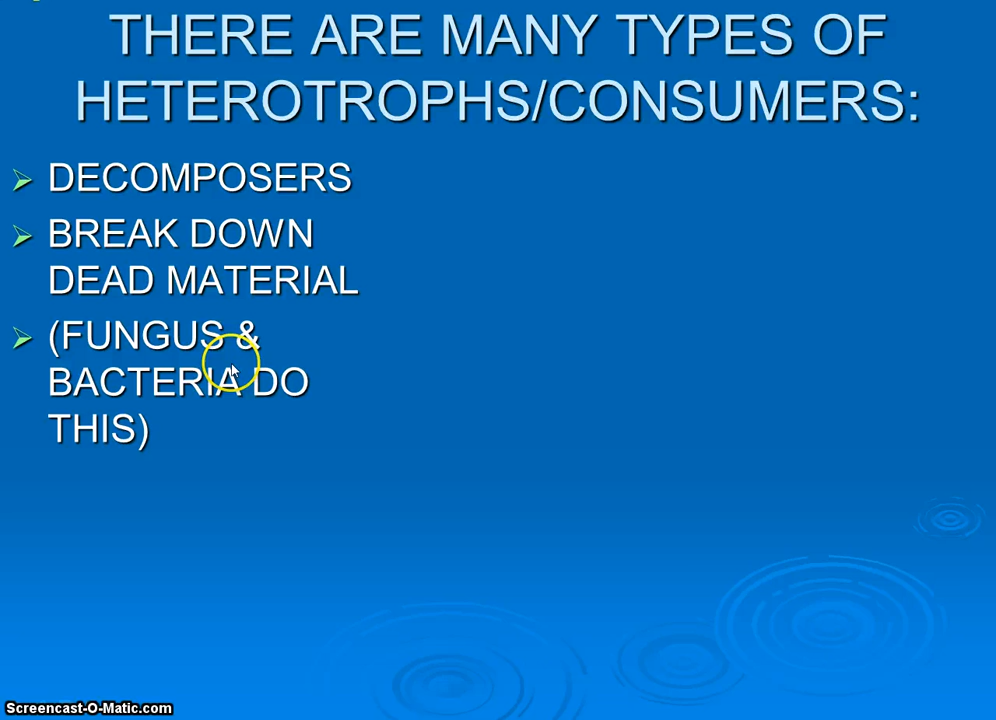 THERE ARE MANY TYPES OF
HETEROTROPHS/CONSUMERS:
DECOMPOSERS
BREAK DOWN
DEAD MATERIAL
(FUNGUS &
BACTERIA DO
THIS)
Screencast-O-Matic.com